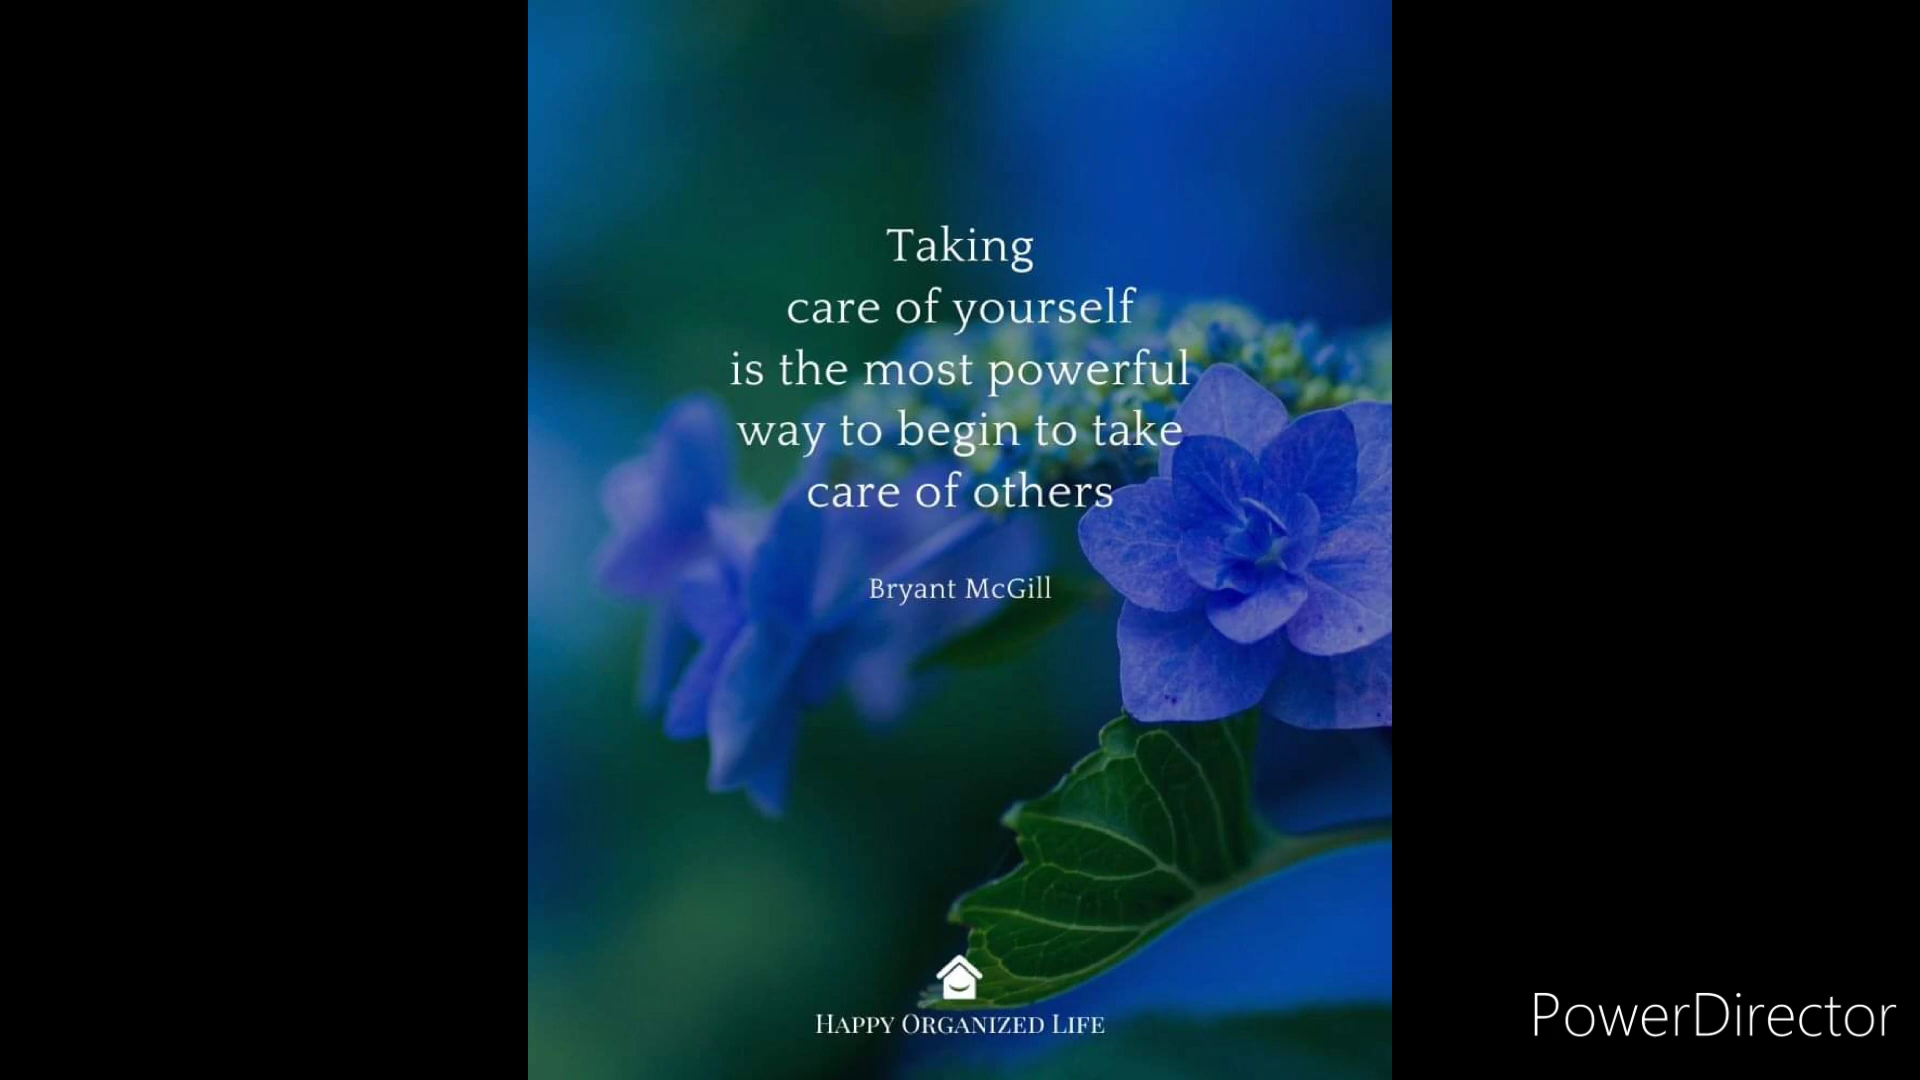 Taking
care of yourself
is the most powerful
way to begin to take
care of others
Bryant McGill
HAPPY ORGANIZED LIFE
PowerDirector